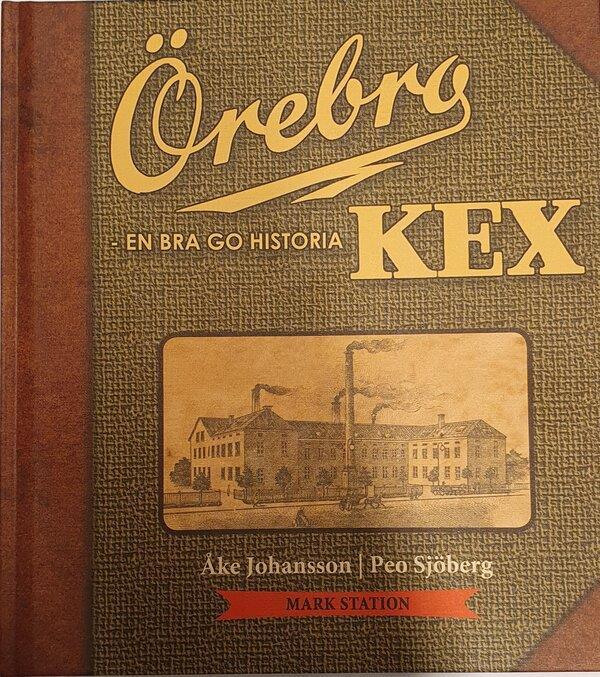 Örebro
- EN BRA GO HISTORIA KEX
Åke Johansson | Peo Sjöberg
MARK STATION